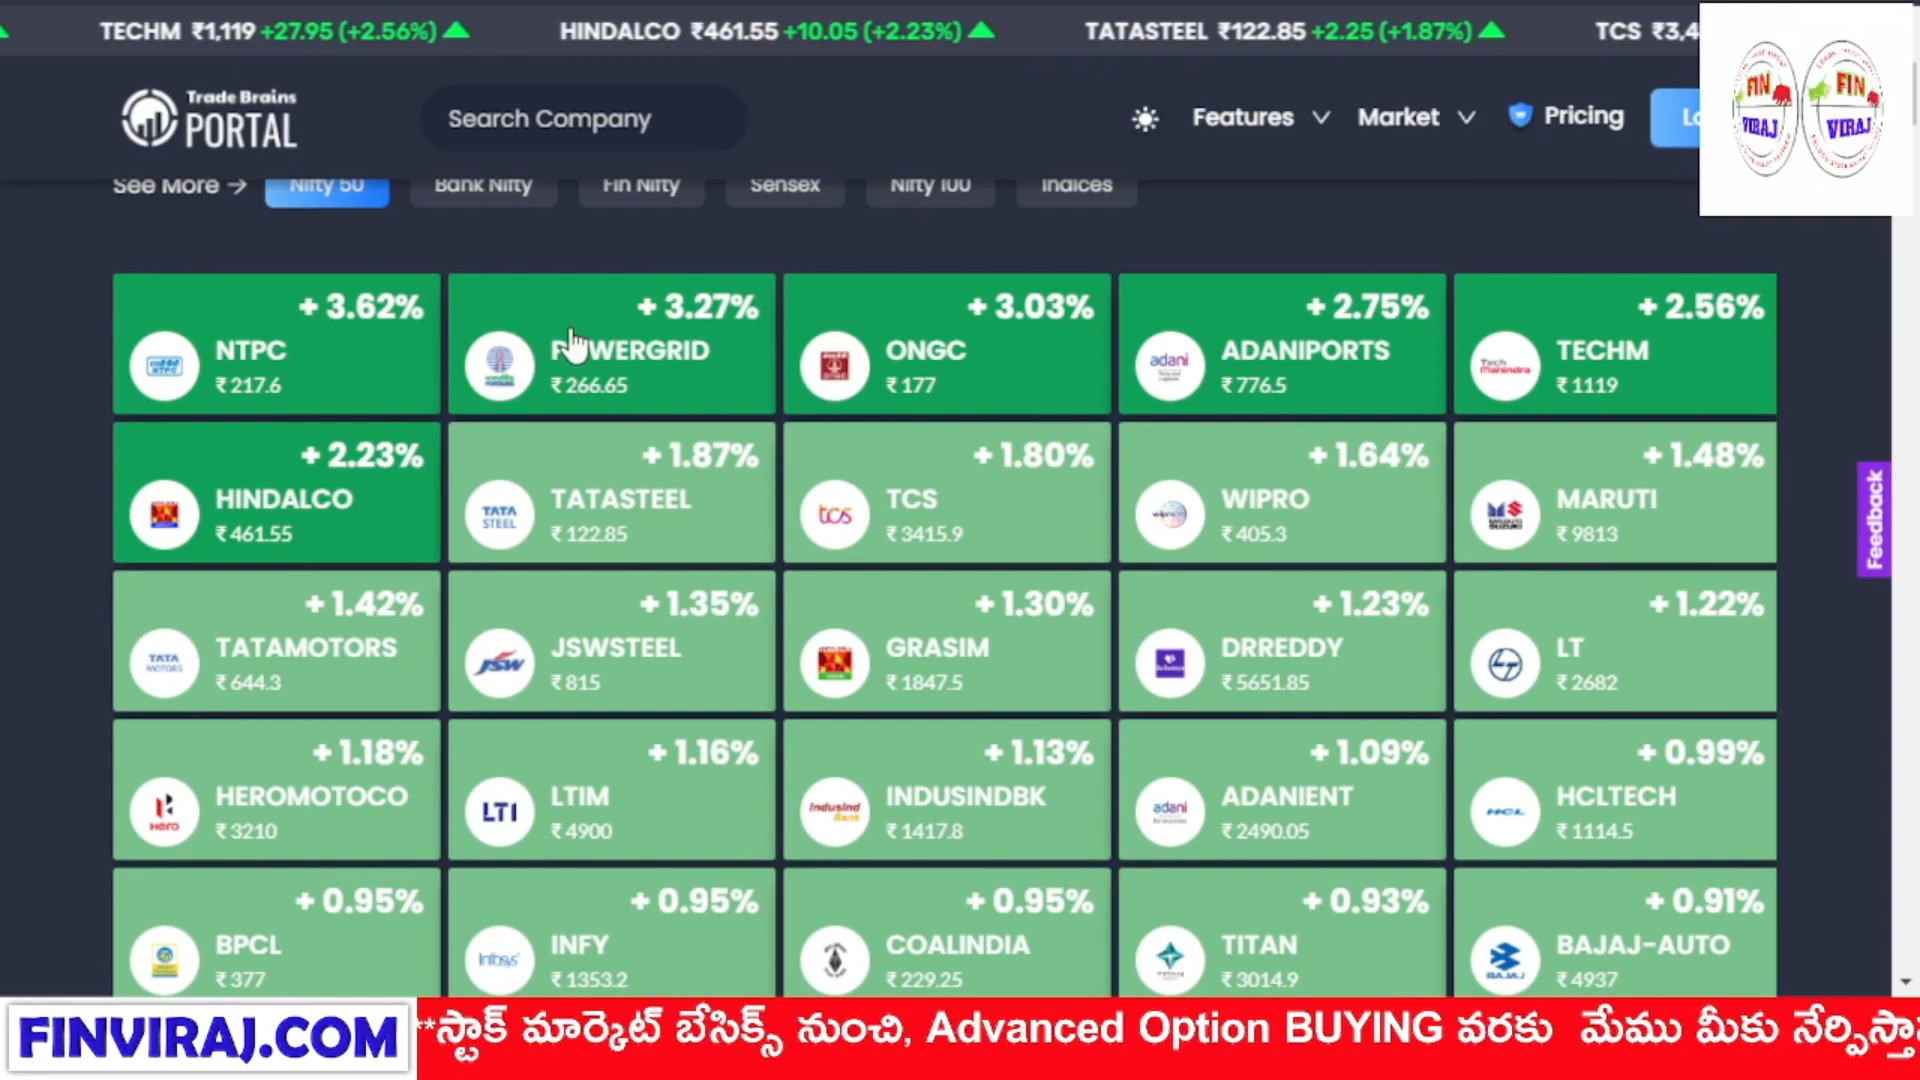 TECHM ₹1,119 +27.95 (+2.56%) HINDALCO ₹461.55 +10.05 (+2.23%) TATASTEEL ₹122.85 +2.25 (+1.87%) TCS
Trade Brains
PORTAL
Search Company
Features
Market
Pricing
FIN
VIRAJ
FIN
VIRAJ
See More → Nifty 50 Bank Nifty Fin Nifty Sensex Nifty 100 Indices
+ 3.62% + 3.27% + 3.03% + 2.75% + 2.56%
NTPC POWERGRID ONGC ADANIPORTS TECHM
₹ 217.6 ₹ 266.65 ₹ 177 ₹ 776.5 ₹ 1119
adani
Tech Mahindra
+ 2.23% + 1.87% + 1.80% + 1.64% + 1.48%
HINDALCO TATASTEEL TCS WIPRO MARUTI
₹ 461.55 ₹ 122.85 ₹ 3415.9 ₹ 405.3 ₹ 9813
TATA STEEL
tcs
wipro
+ 1.42% + 1.35% + 1.30% + 1.23% + 1.22%
TATAMOTORS JSWSTEEL GRASIM DRREDDY LT
₹ 644.3 ₹ 815 ₹ 1847.5 ₹ 5651.85 ₹ 2682
TATA MOTORS
JSW
+ 1.18% + 1.16% + 1.13% + 1.09% + 0.99%
HEROMOTOCO LTIM INDUSINDBK ADANIENT HCLTECH
₹ 3210 ₹ 4900 ₹ 1417.8 ₹ 2490.05 ₹ 1114.5
Hero
LTI
IndusInd Bank
adani
HCL
+ 0.95% + 0.95% + 0.95% + 0.93% + 0.91%
BPCL INFY COALINDIA TITAN BAJAJ-AUTO
₹ 377 ₹ 1353.2 ₹ 229.25 ₹ 3014.9 ₹ 4937
Infosys
TITAN
BAJAJ
Feedback
FINVIRAJ.COM
**స్టాక్ మార్కెట్ బేసిక్స్ నుంచి, Advanced Option BUYING వరకు మేము మీకు